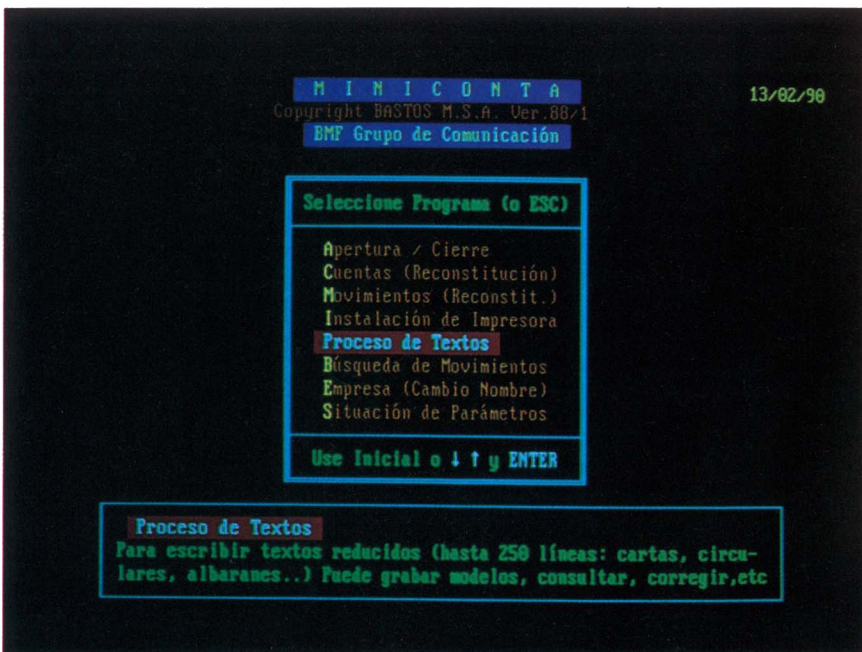 M I N I C O N T A
13/02/90
Copyright BASTOS M.S.A. Ver.88/1
BMF Grupo de Comunicación
Seleccione Programa (o ESC)
Apertura / Cierre
Cuentas (Reconstitución)
Movimientos (Reconstit.)
Instalación de Impresora
Proceso de Textos
Búsqueda de Movimientos
Empresa (Cambio Nombre)
Situación de Parámetros
Use Inicial o ↓ ↑ y ENTER
Proceso de Textos
Para escribir textos reducidos (hasta 250 líneas: cartas, circu-
lares, albaranes..) Puede grabar modelos, consultar, corregir,etc